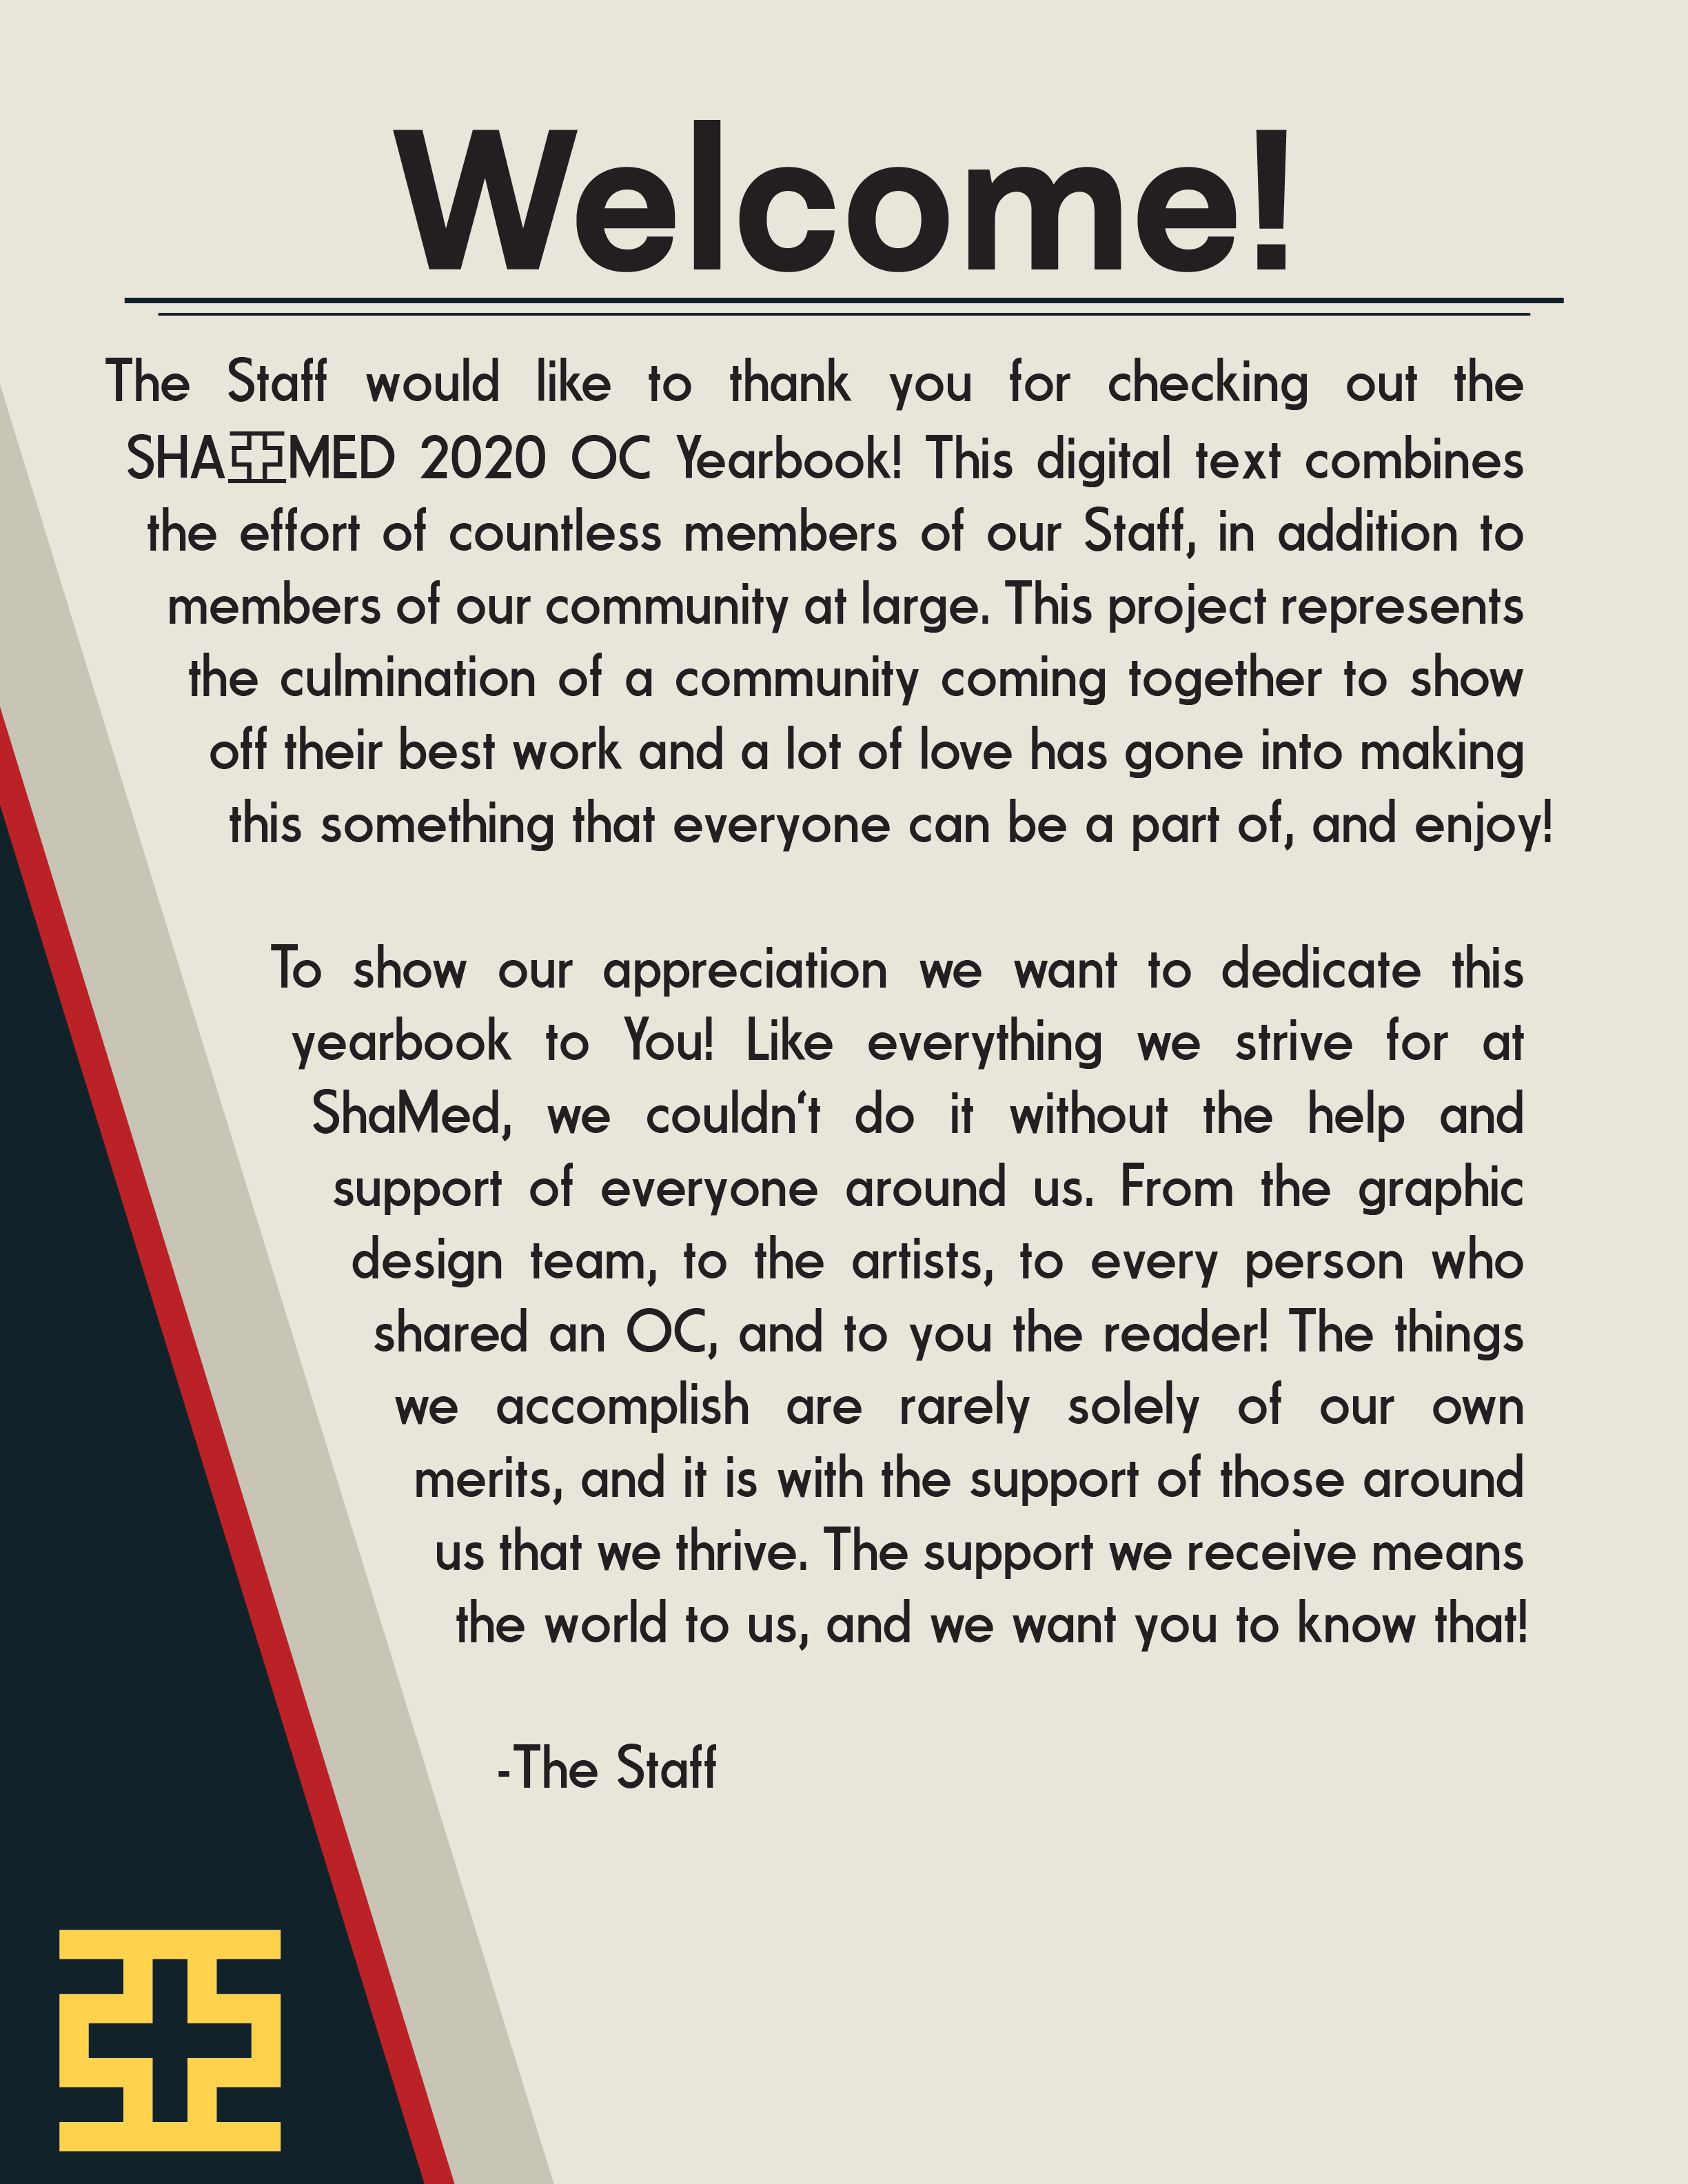 Welcome!
The Staff would like to thank you for checking out the
SHA亞MED 2020 OC Yearbook! This digital text combines
the effort of countless members of our Staff, in addition to
members of our community at large. This project represents
the culmination of a community coming together to show
off their best work and a lot of love has gone into making
this something that everyone can be a part of, and enjoy!
To show our appreciation we want to dedicate this
yearbook to You! Like everything we strive for at
ShaMed, we couldn‘t do it without the help and
support of everyone around us. From the graphic
design team, to the artists, to every person who
shared an OC, and to you the reader! The things
we accomplish are rarely solely of our own
merits, and it is with the support of those around
us that we thrive. The support we receive means
the world to us, and we want you to know that!
-The Staff
亞